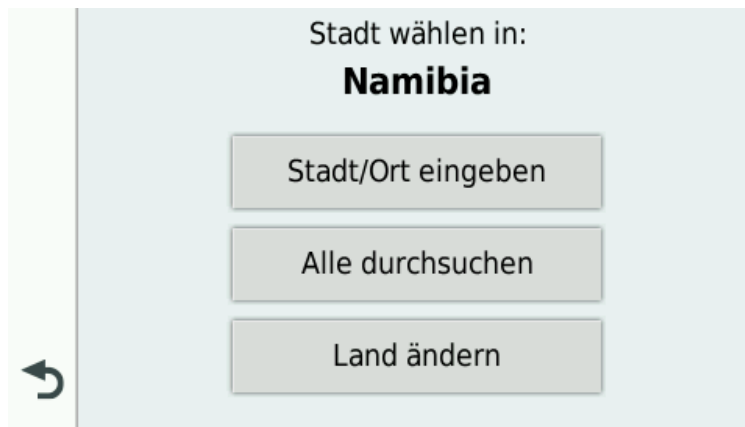 Stadt wählen in:
Namibia
Stadt/Ort eingeben
Alle durchsuchen
Land ändern